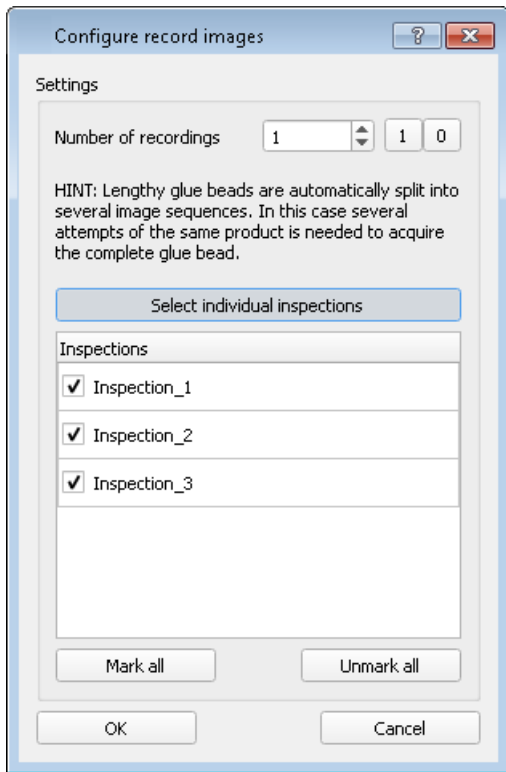 Configure record images
Settings
Number of recordings 1 1 0
HINT: Lengthy glue beads are automatically split into
several image sequences. In this case several
attempts of the same product is needed to acquire
the complete glue bead.
Select individual inspections
Inspections
Inspection_1
Inspection_2
Inspection_3
Mark all Unmark all
OK Cancel